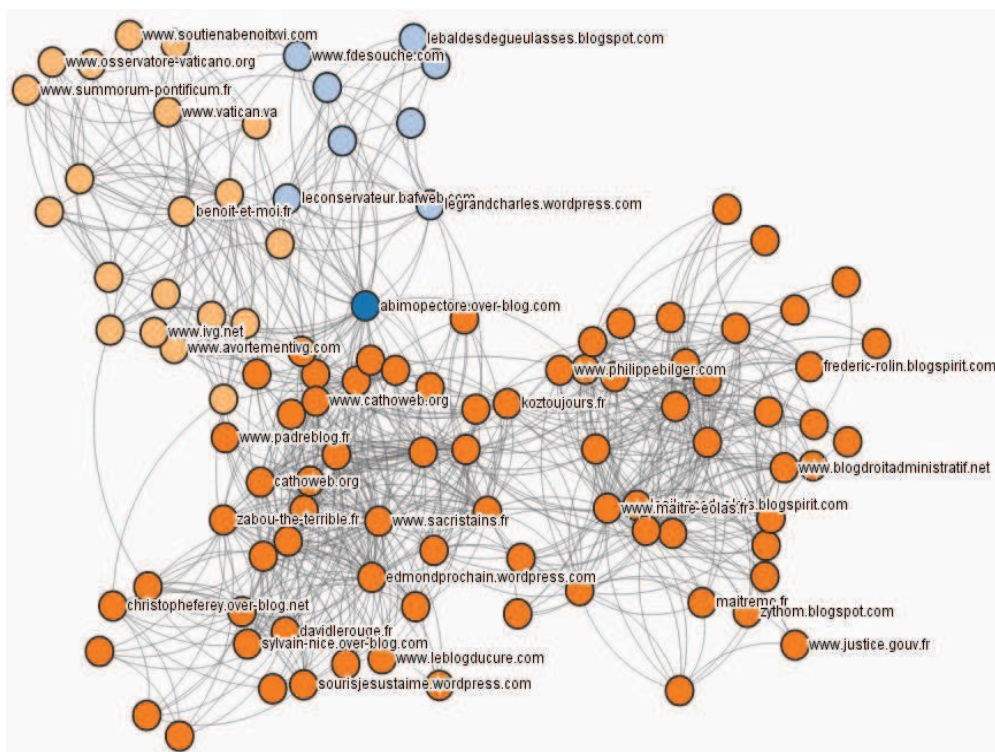 www.soutienabenoitxvi.com
lebaldesdegueulasses.blogspot.com
www.fdesouche.com
www.osservatore-vaticano.org
www.summorum-pontificum.fr
www.vatican.va
leconservateur.bafweb.com
legrandcharles.wordpress.com
benoit-et-moi.fr
abimopectore.over-blog.com
www.ivg.net
www.avortementivg.com
www.philippebilger.com
frederic-rolin.blogspirit.com
www.cathoweb.org
koztoujours.fr
www.padreblog.fr
www.blogdroitadministratif.net
cathoweb.org
www.maitre-eolas.fr
.blogspirit.com
zabou-the-terrible.fr
www.sacristains.fr
edmondprochain.wordpress.com
christopheferey.over-blog.net
maitremo.fr
zythom.blogspot.com
davidlerouge.fr
sylvain-nice.over-blog.com
www.justice.gouv.fr
www.leblogducure.com
sourisjesustaime.wordpress.com